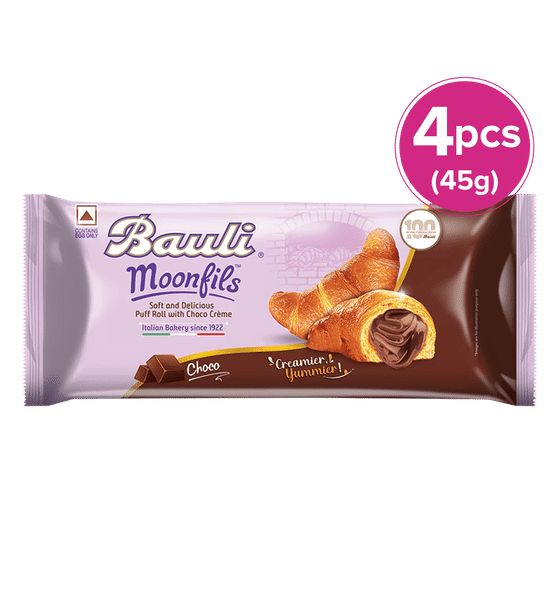 4pcs
(45g)
CONTAINS
EGG ONLY
Bauli®
Moonfils™
Soft and Delicious
Puff Roll with Choco Crème
Italian Bakery since 1922
Choco
Creamier,
Yummier!
100